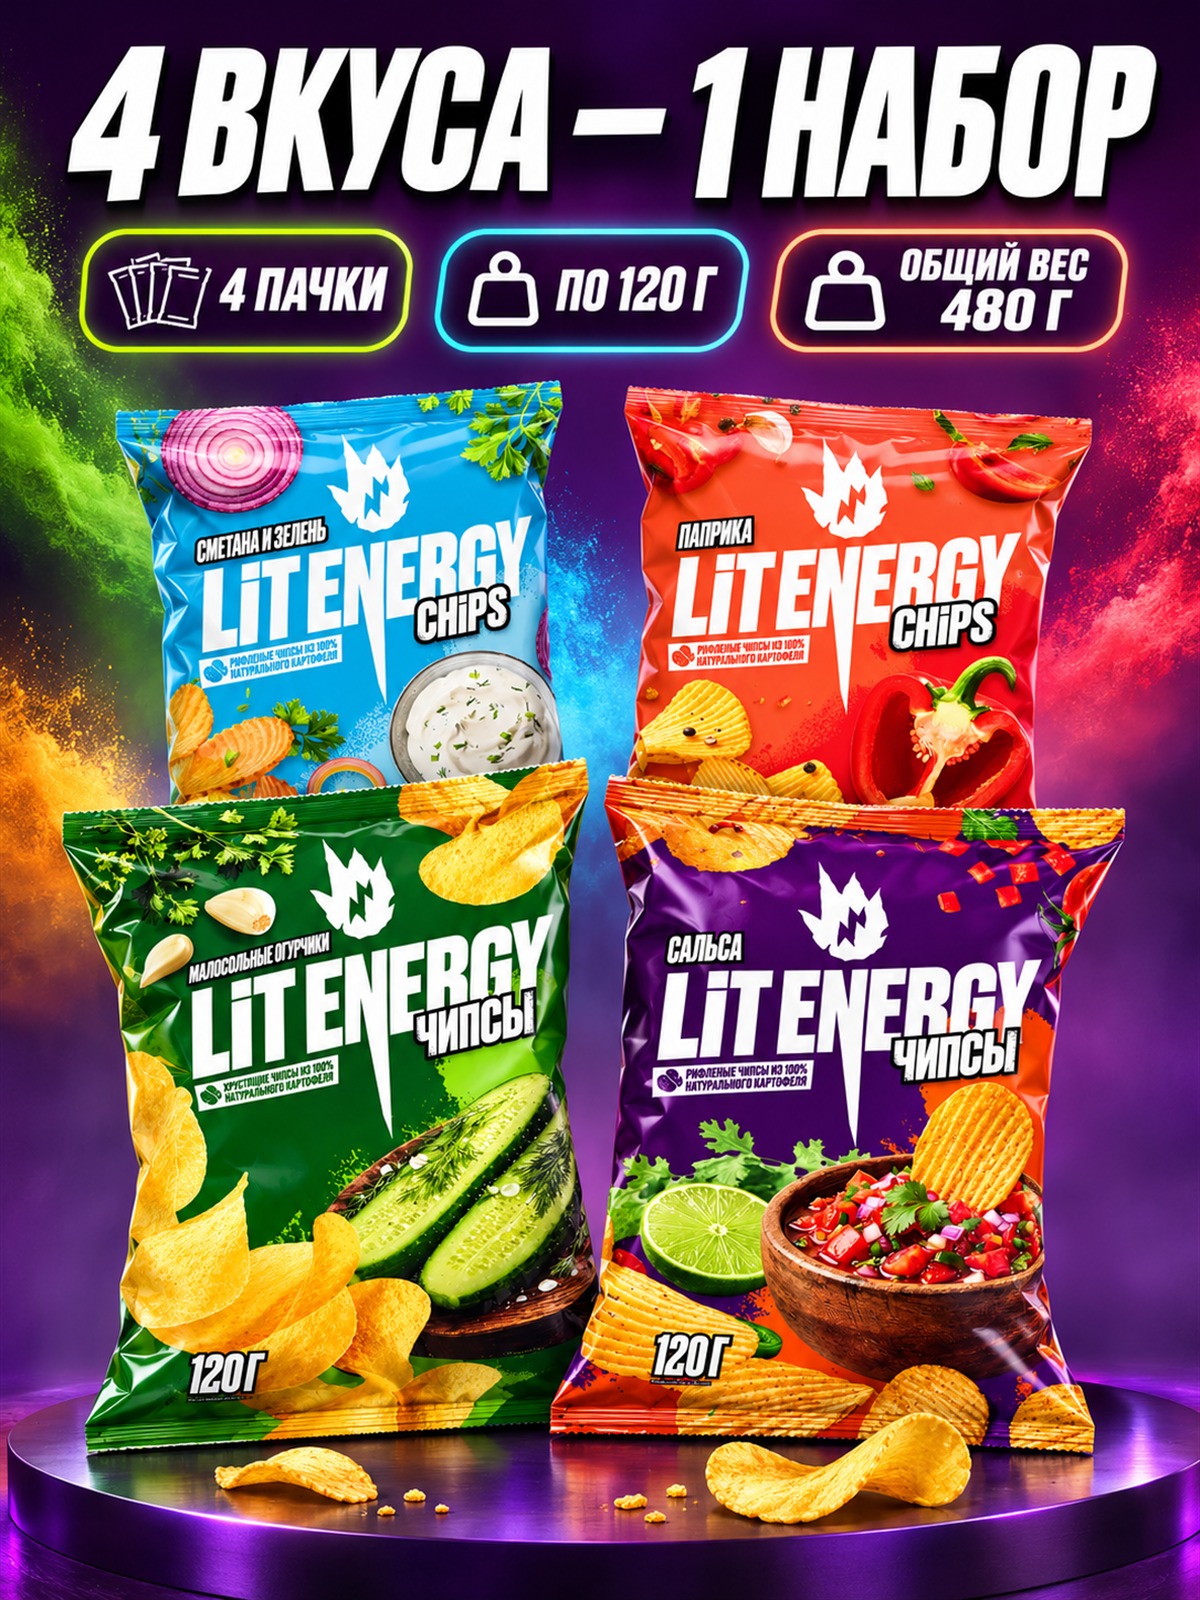 4 ВКУСА – 1 НАБОР
4 ПАЧКИ
ПО 120 Г
ОБЩИЙ ВЕС
480 Г
СМЕТАНА И ЗЕЛЕНЬ
LiT ENERGY
CHiPS
РИФЛЕНЫЕ ЧИПСЫ ИЗ 100%
НАТУРАЛЬНОГО КАРТОФЕЛЯ
ПАПРИКА
LiT ENERGY
CHiPS
РИФЛЕНЫЕ ЧИПСЫ ИЗ 100%
НАТУРАЛЬНОГО КАРТОФЕЛЯ
МАЛОСОЛЬНЫЕ ОГУРЧИКИ
LiT ENERGY
ЧИПСЫ
ХРУСТЯЩИЕ ЧИПСЫ ИЗ 100%
НАТУРАЛЬНОГО КАРТОФЕЛЯ
120 Г
САЛЬСА
LiT ENERGY
ЧИПСЫ
РИФЛЕНЫЕ ЧИПСЫ ИЗ 100%
НАТУРАЛЬНОГО КАРТОФЕЛЯ
120 Г